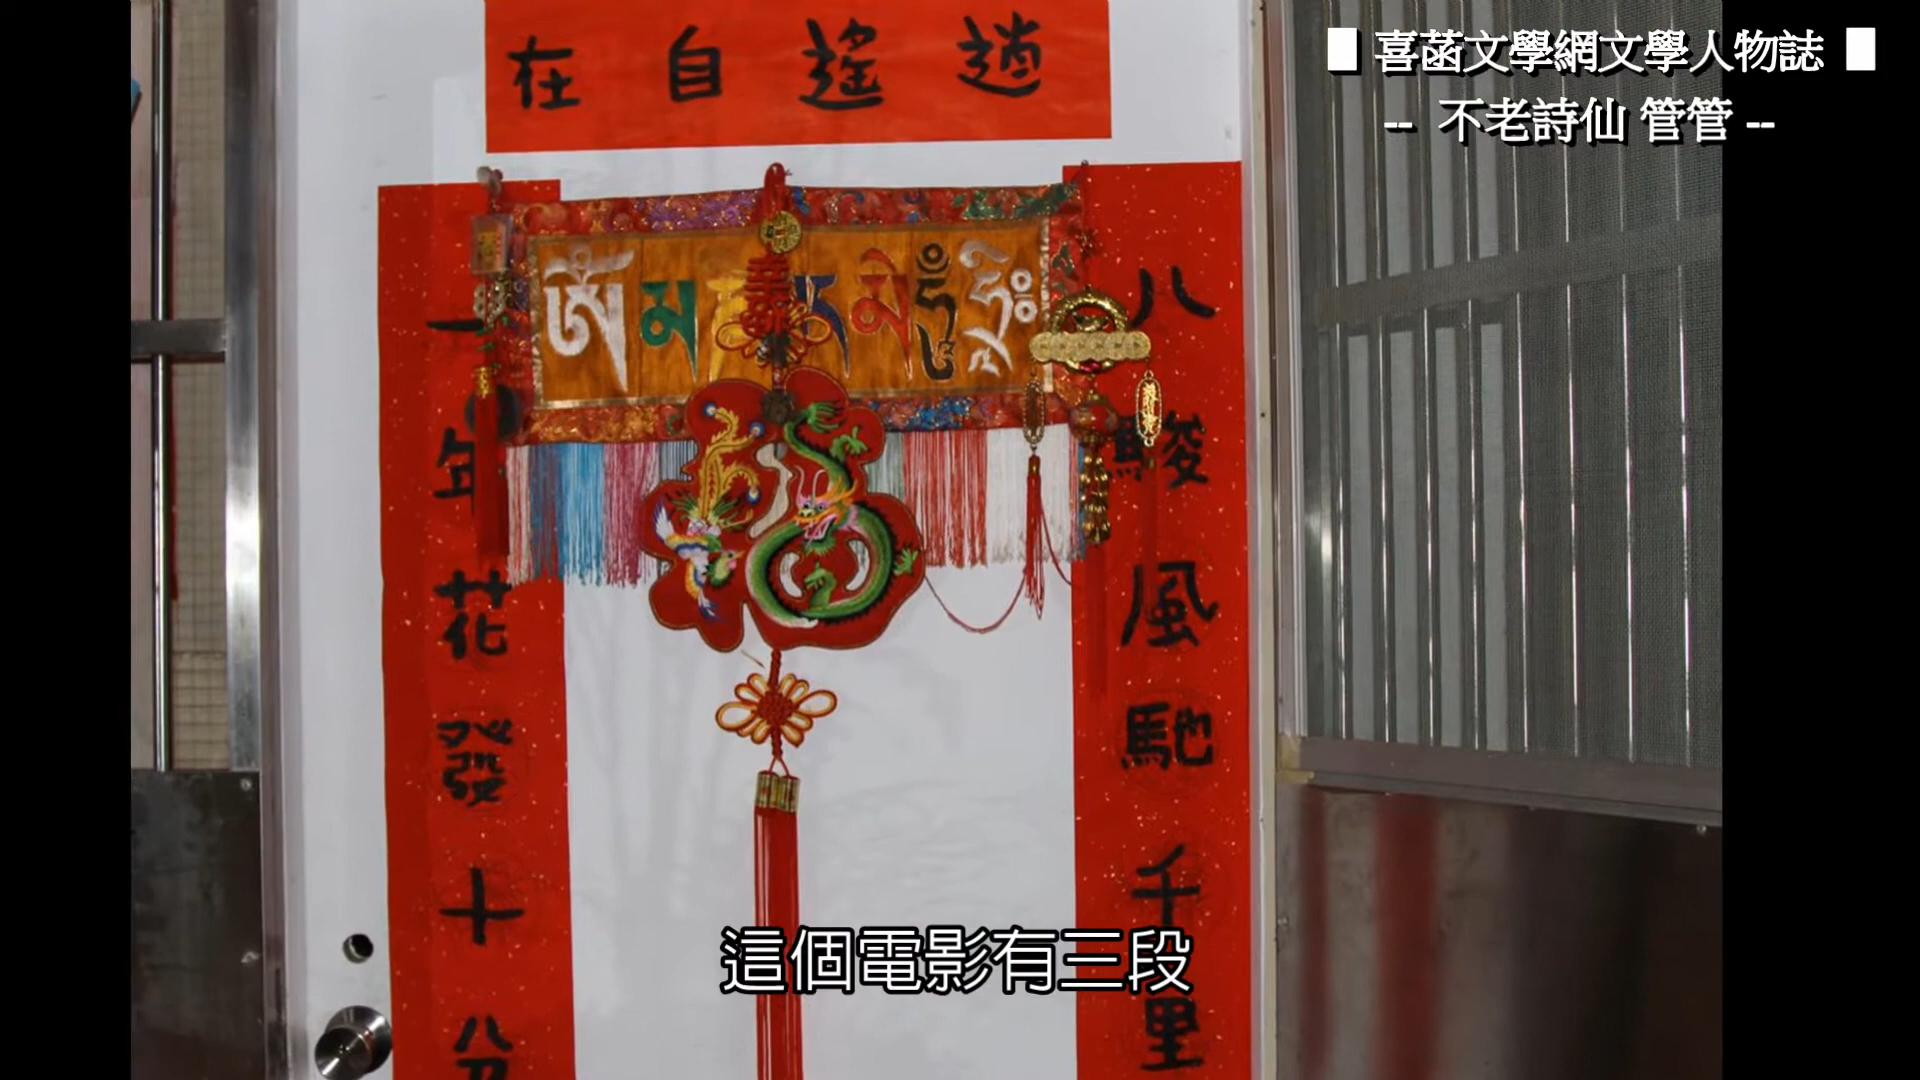 喜菡文學網文學人物誌
-- 不老詩仙 管管 --
逍遙自在
ཨོཾ མ མེ ཧཱུྃ ཧྲཱིཿ
八駿風馳千里
一年花發十分
這個電影有三段